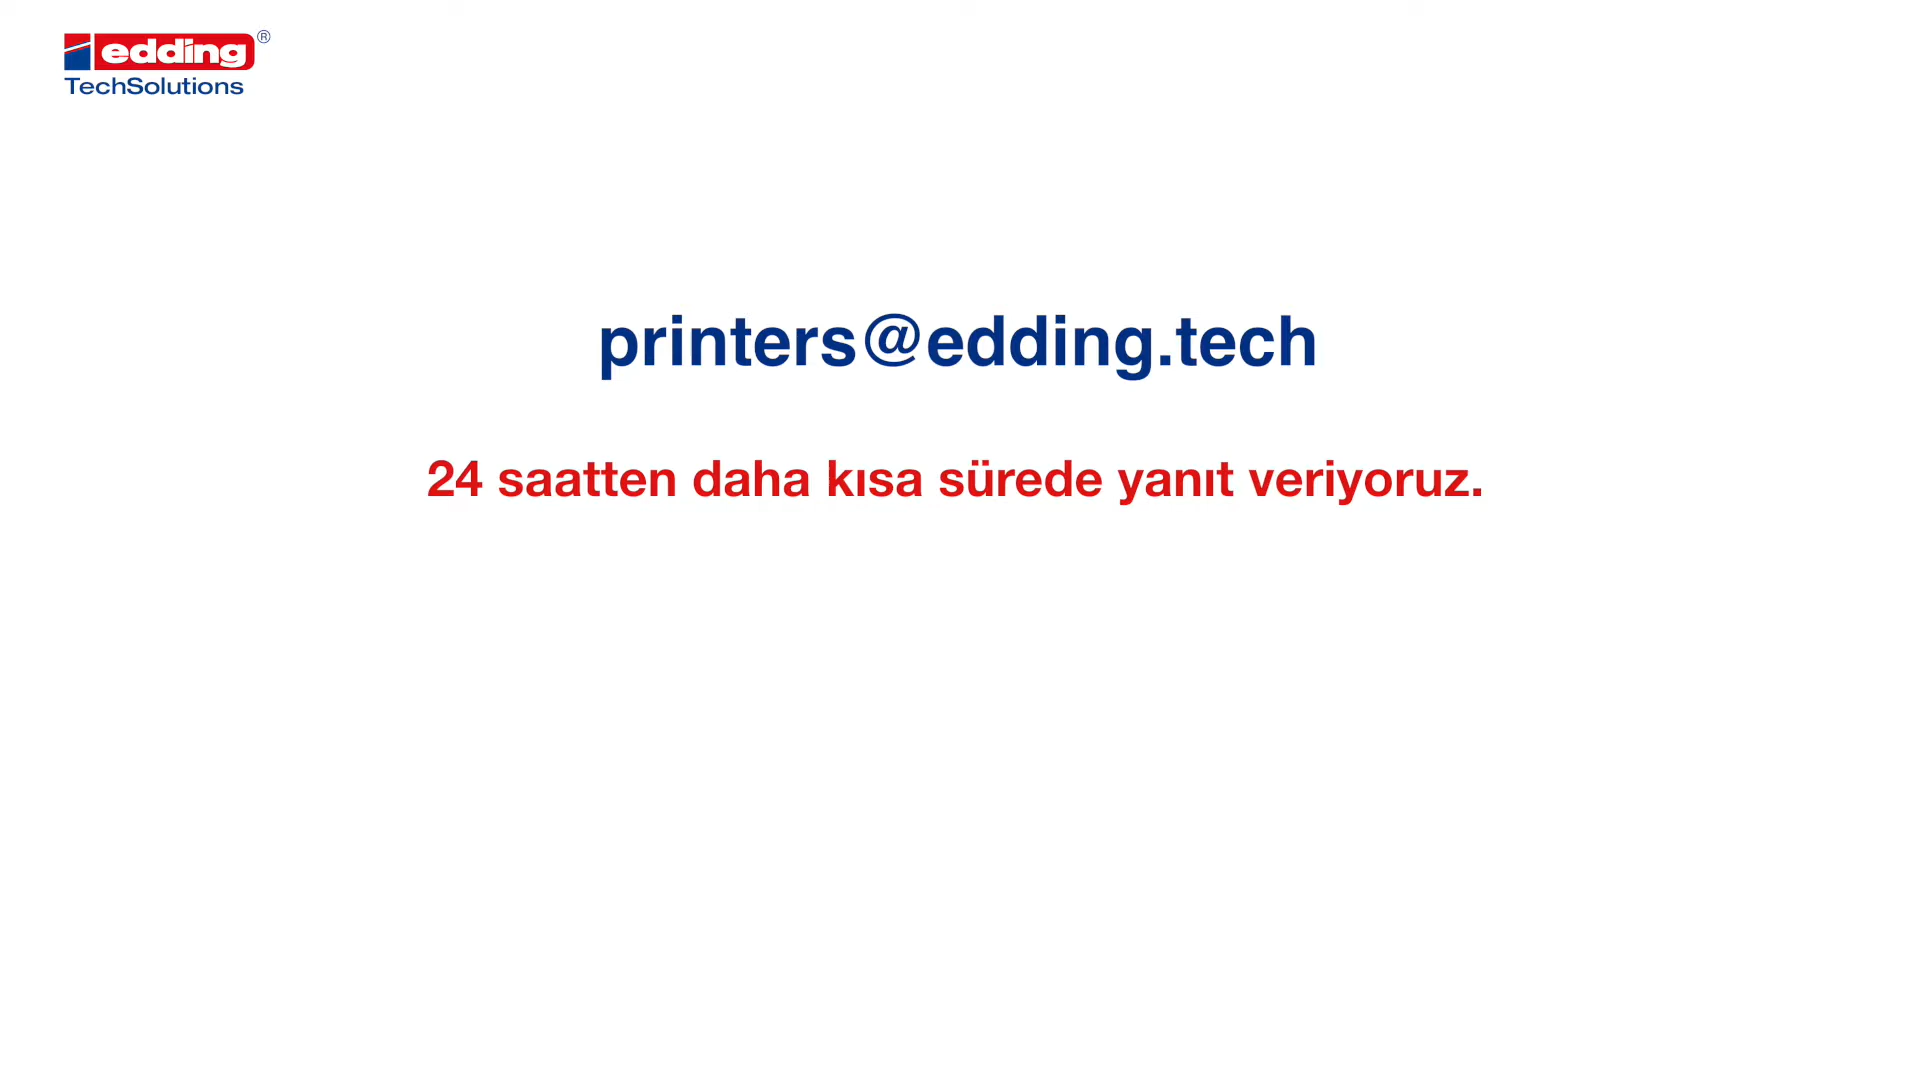 edding®
TechSolutions
printers@edding.tech
24 saatten daha kısa sürede yanıt veriyoruz.